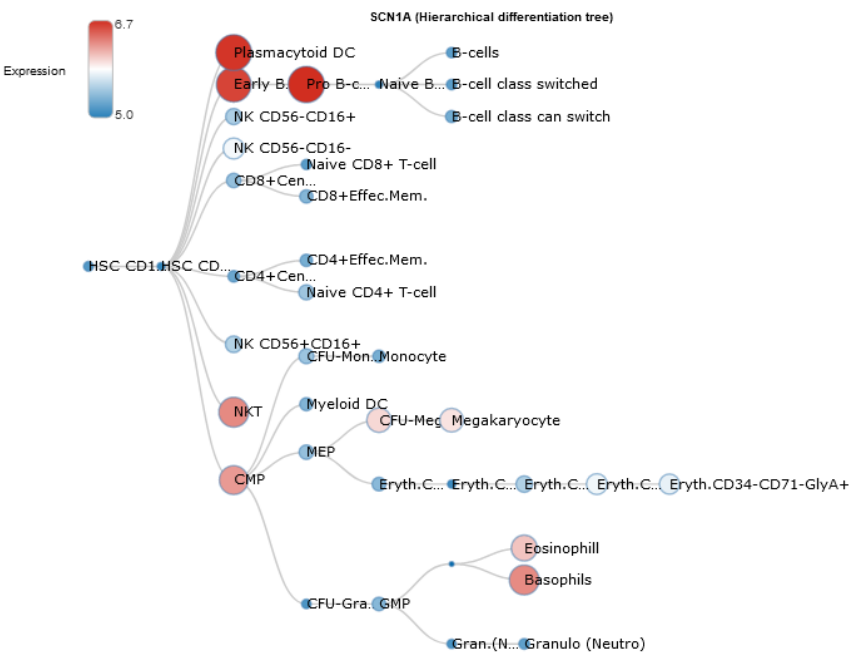 SCN1A (Hierarchical differentiation tree)
6.7
Expression
5.0
Plasmacytoid DC
B-cells
Early B.
Pro B-c...
Naive B...
B-cell class switched
NK CD56-CD16+
B-cell class can switch
NK CD56-CD16-
Naive CD8+ T-cell
CD8+Cen...
CD8+Effec.Mem.
CD4+Effec.Mem.
HSC CD1.
HSC CD...
CD4+Cen...
Naive CD4+ T-cell
NK CD56+CD16+
CFU-Mon..
Monocyte
Myeloid DC
NKT
CFU-Meg
Megakaryocyte
MEP
CMP
Eryth.C...
Eryth.C...
Eryth.C...
Eryth.C...
Eryth.CD34-CD71-GlyA+
Eosinophill
Basophils
CFU-Gra..
GMP
Gran.(N...
Granulo (Neutro)